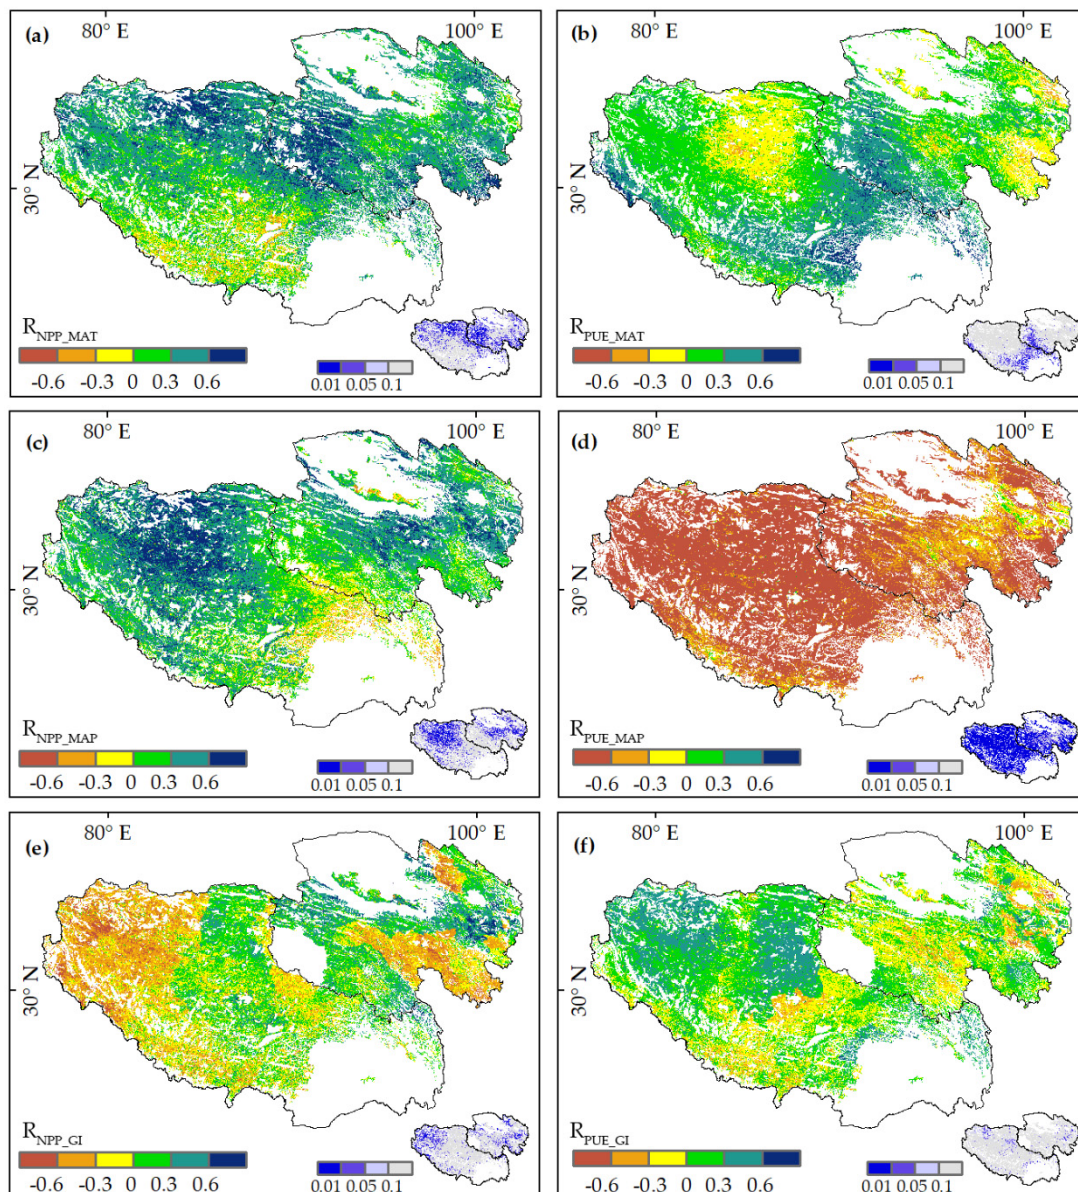 (a) 80° E 100° E
30° N
R_NPP_MAT
-0.6 -0.3 0 0.3 0.6
0.01 0.05 0.1
(b) 80° E 100° E
30° N
R_PUE_MAT
-0.6 -0.3 0 0.3 0.6
0.01 0.05 0.1
(c) 80° E 100° E
30° N
R_NPP_MAP
-0.6 -0.3 0 0.3 0.6
0.01 0.05 0.1
(d) 80° E 100° E
30° N
R_PUE_MAP
-0.6 -0.3 0 0.3 0.6
0.01 0.05 0.1
(e) 80° E 100° E
30° N
R_NPP_GI
-0.6 -0.3 0 0.3 0.6
0.01 0.05 0.1
(f) 80° E 100° E
30° N
R_PUE_GI
-0.6 -0.3 0 0.3 0.6
0.01 0.05 0.1